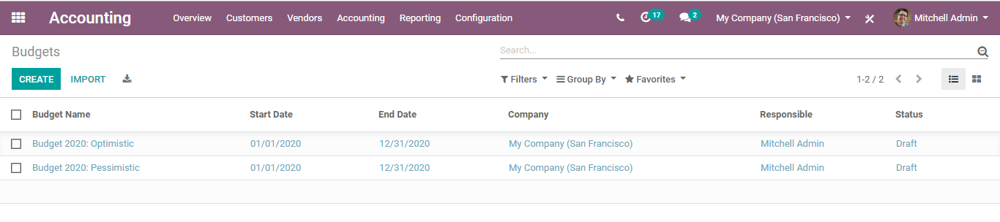 Accounting Overview Customers Vendors Accounting Reporting Configuration 17 2 My Company (San Francisco) Mitchell Admin
Budgets Search...
CREATE IMPORT Filters Group By Favorites 1-2 / 2
Budget Name Start Date End Date Company Responsible Status
Budget 2020: Optimistic 01/01/2020 12/31/2020 My Company (San Francisco) Mitchell Admin Draft
Budget 2020: Pessimistic 01/01/2020 12/31/2020 My Company (San Francisco) Mitchell Admin Draft